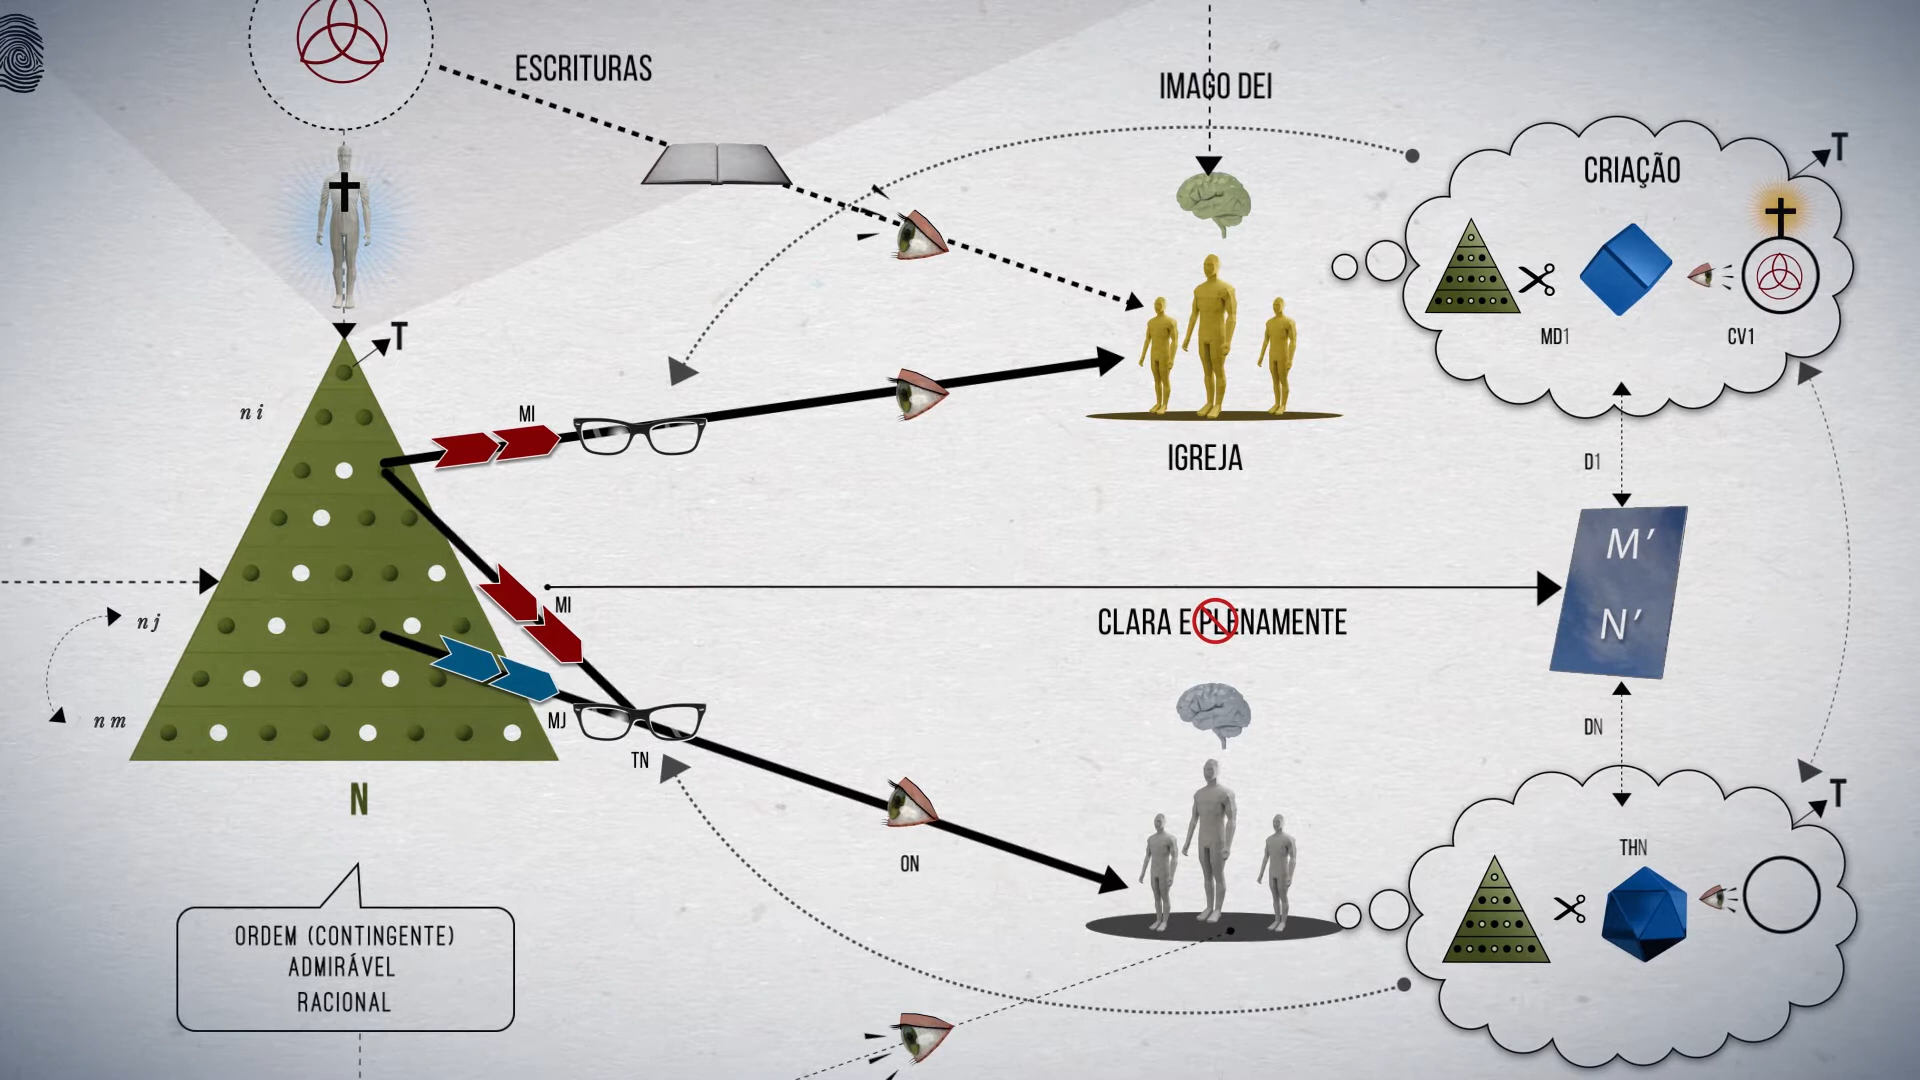 ESCRITURAS
IMAGO DEI
CRIAÇÃO
T
MD1
CV1
T
n i
MI
IGREJA
D1
M'
N'
MI
CLARA E PLENAMENTE
n j
n m
MJ
TN
DN
N
T
THN
ON
ORDEM (CONTINGENTE)
ADMIRÁVEL
RACIONAL